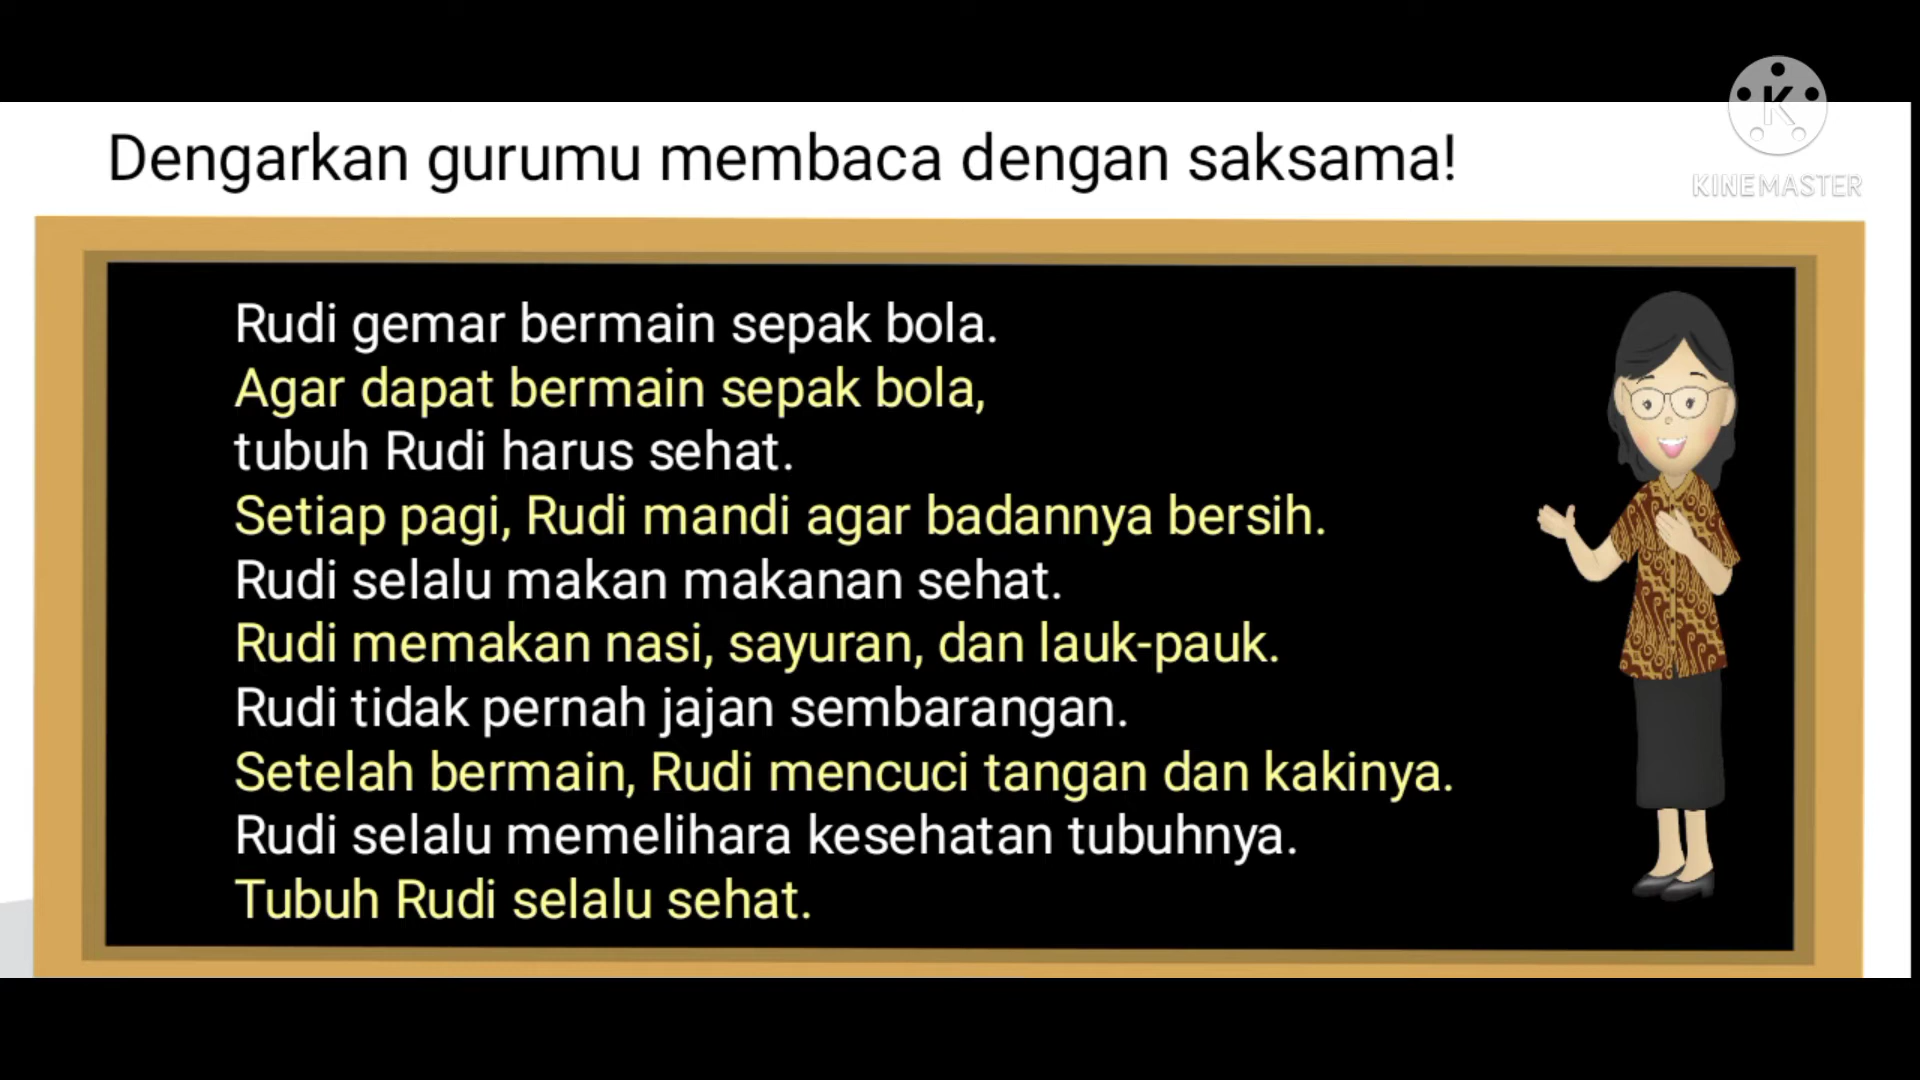 Dengarkan gurumu membaca dengan saksama!
K
KINEMASTER
Rudi gemar bermain sepak bola.
Agar dapat bermain sepak bola,
tubuh Rudi harus sehat.
Setiap pagi, Rudi mandi agar badannya bersih.
Rudi selalu makan makanan sehat.
Rudi memakan nasi, sayuran, dan lauk-pauk.
Rudi tidak pernah jajan sembarangan.
Setelah bermain, Rudi mencuci tangan dan kakinya.
Rudi selalu memelihara kesehatan tubuhnya.
Tubuh Rudi selalu sehat.